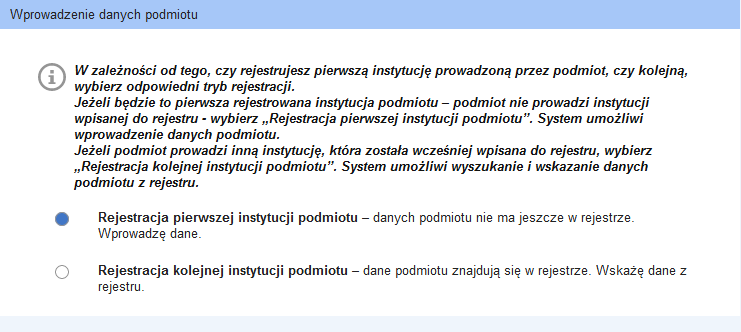 Wprowadzenie danych podmiotu
W zależności od tego, czy rejestrujesz pierwszą instytucję prowadzoną przez podmiot, czy kolejną,
wybierz odpowiedni tryb rejestracji.
Jeżeli będzie to pierwsza rejestrowana instytucja podmiotu – podmiot nie prowadzi instytucji
wpisanej do rejestru - wybierz „Rejestracja pierwszej instytucji podmiotu”. System umożliwi
wprowadzenie danych podmiotu.
Jeżeli podmiot prowadzi inną instytucję, która została wcześniej wpisana do rejestru, wybierz
„Rejestracja kolejnej instytucji podmiotu”. System umożliwi wyszukanie i wskazanie danych
podmiotu z rejestru.
Rejestracja pierwszej instytucji podmiotu – danych podmiotu nie ma jeszcze w rejestrze.
Wprowadzę dane.
Rejestracja kolejnej instytucji podmiotu – dane podmiotu znajdują się w rejestrze. Wskażę dane z
rejestru.